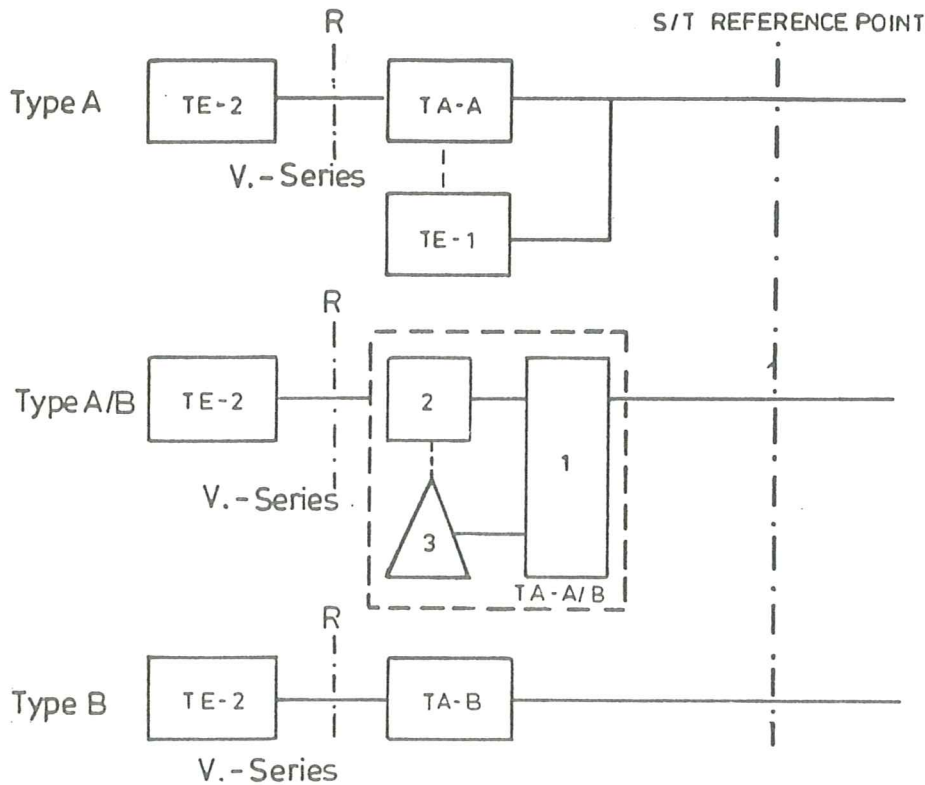 R
S/T REFERENCE POINT
Type A
TE-2
TA-A
V.-Series
TE-1
R
Type A/B
TE-2
2
1
V.-Series
3
TA-A/B
R
Type B
TE-2
TA-B
V.-Series